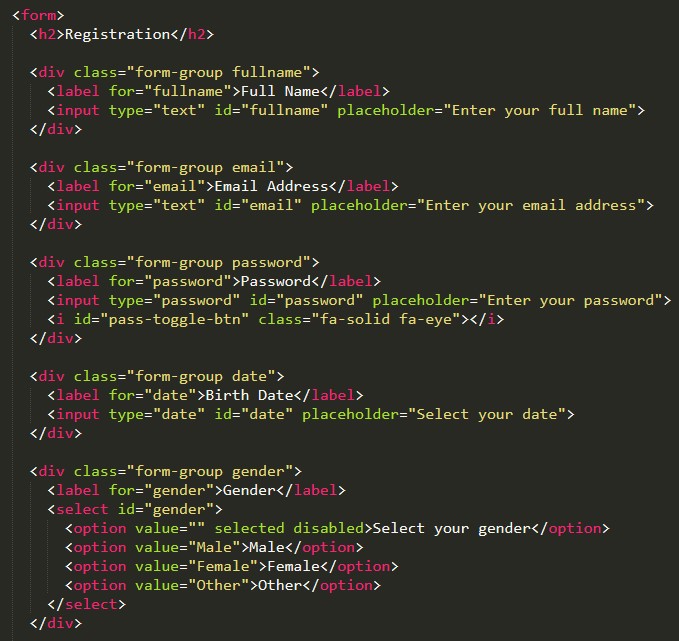 <form>
<h2>Registration</h2>
<div class="form-group fullname">
<label for="fullname">Full Name</label>
<input type="text" id="fullname" placeholder="Enter your full name">
</div>
<div class="form-group email">
<label for="email">Email Address</label>
<input type="text" id="email" placeholder="Enter your email address">
</div>
<div class="form-group password">
<label for="password">Password</label>
<input type="password" id="password" placeholder="Enter your password">
<i id="pass-toggle-btn" class="fa-solid fa-eye"></i>
</div>
<div class="form-group date">
<label for="date">Birth Date</label>
<input type="date" id="date" placeholder="Select your date">
</div>
<div class="form-group gender">
<label for="gender">Gender</label>
<select id="gender">
<option value="" selected disabled>Select your gender</option>
<option value="Male">Male</option>
<option value="Female">Female</option>
<option value="Other">Other</option>
</select>
</div>